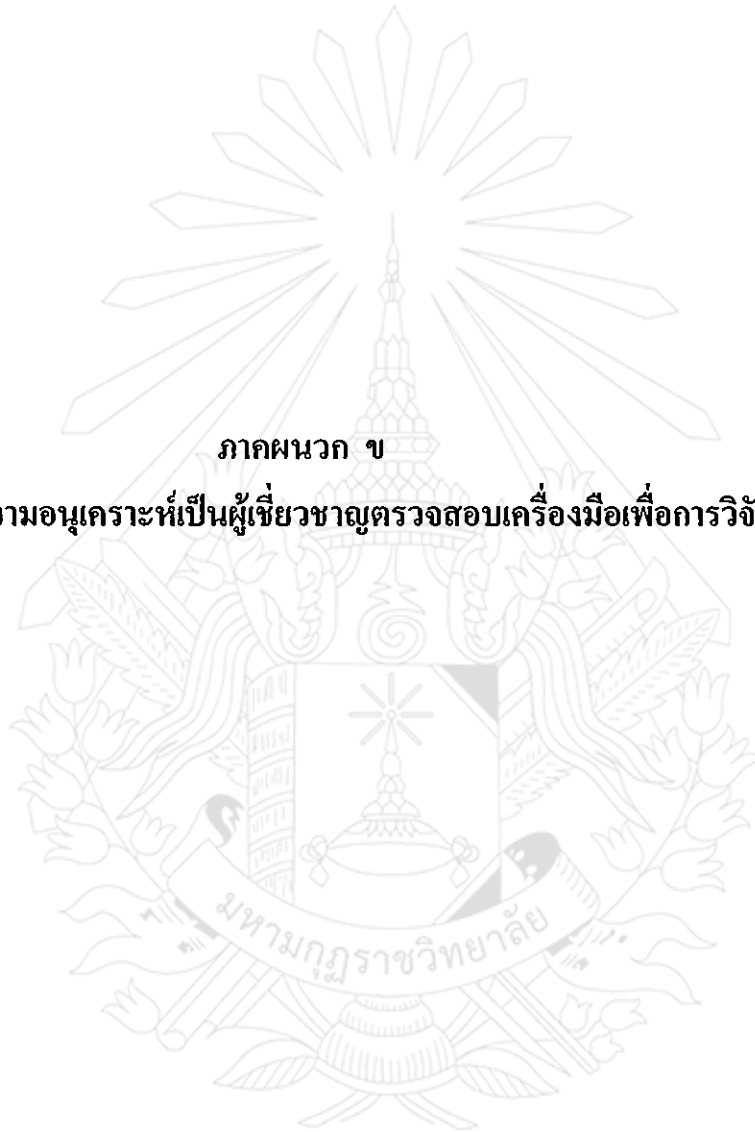 ภาคผนวก ข
ามอนุเคราะห์เป็นผู้เชี่ยวชาญตรวจสอบเครื่องมือเพื่อการวิจั
มหามกุฏราชวิทยาลัย